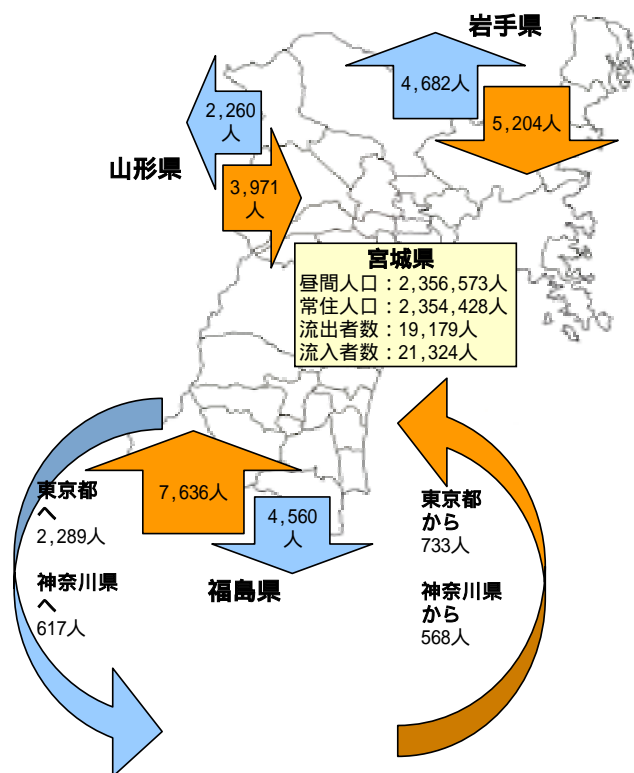 岩手県
4,682人
5,204人
2,260
人
山形県
3,971
人
宮城県
昼間人口：2,356,573人
常住人口：2,354,428人
流出者数：19,179人
流入者数：21,324人
7,636人
4,560
人
福島県
東京都
へ
2,289人
神奈川県
へ
617人
東京都
から
733人
神奈川県
から
568人